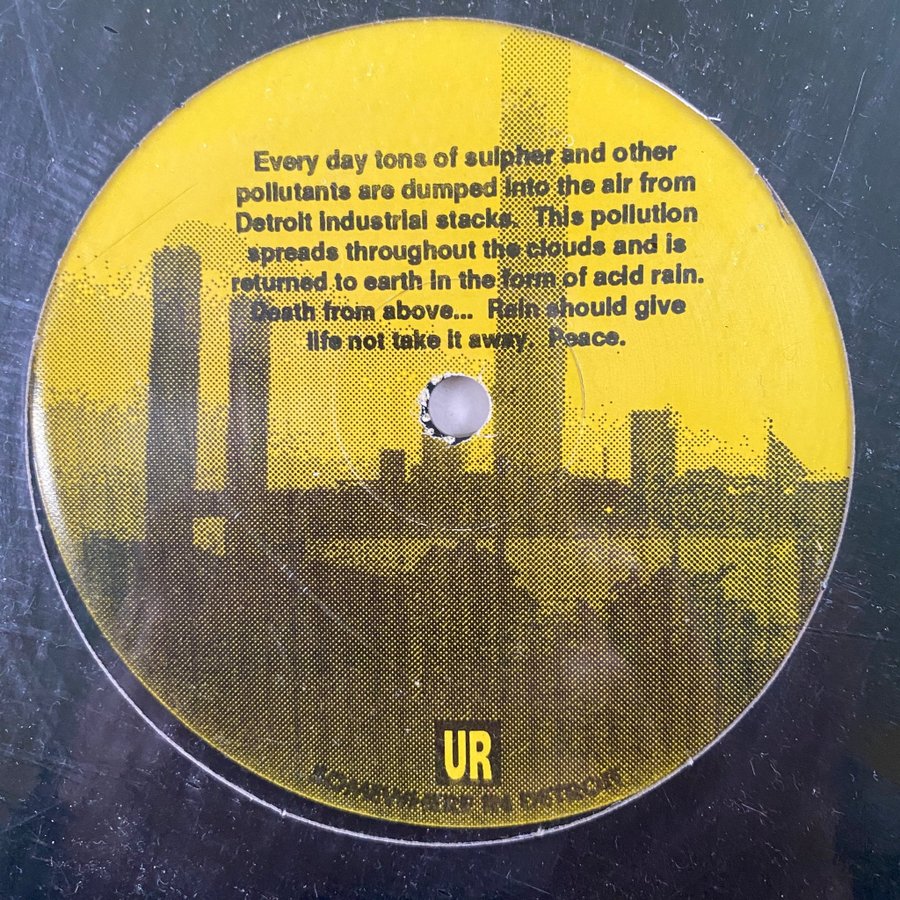 Every day tons of sulpher and other
pollutants are dumped into the air from
Detroit industrial stacks. This pollution
spreads throughout the clouds and is
returned to earth in the form of acid rain.
Death from above... Rain should give
life not take it away. Peace.
UR
SOMEWHERE IN DETROIT